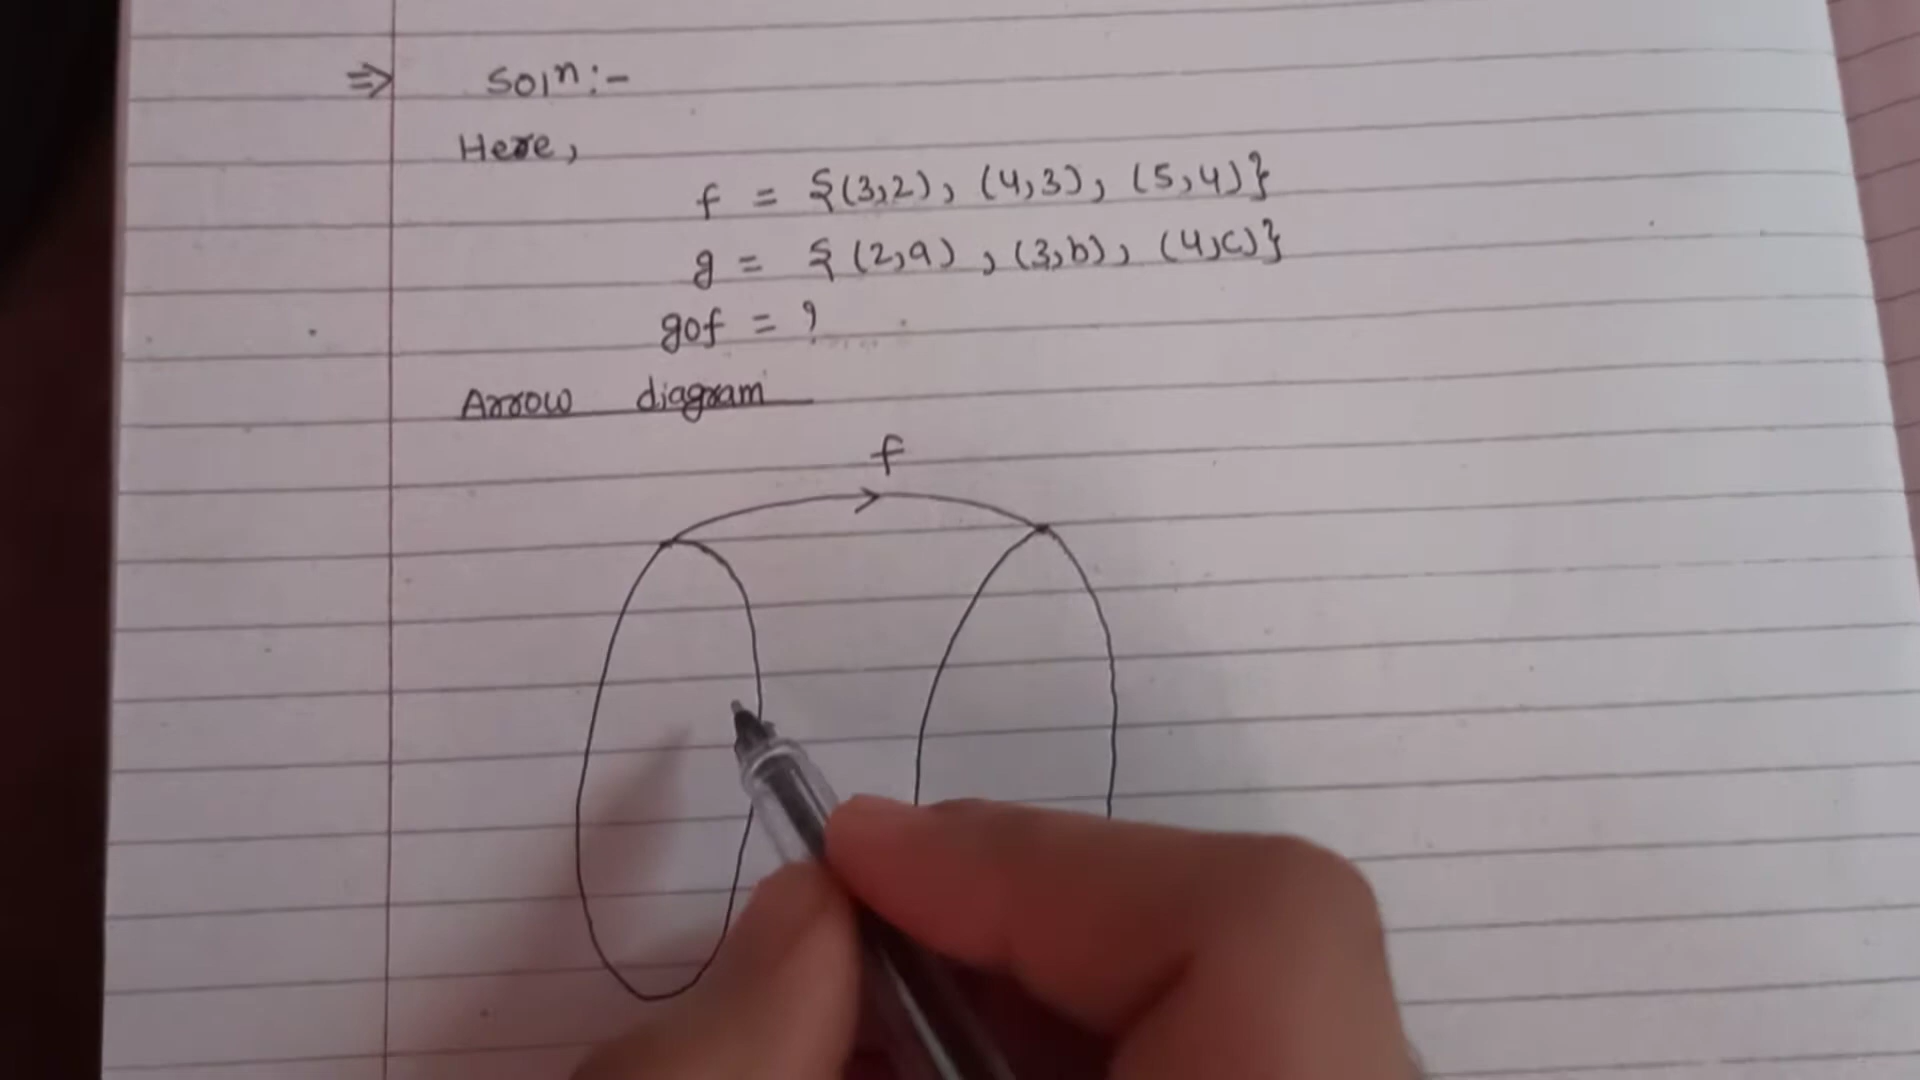 ⇒ Solⁿ:-
Here,
f = {(3,2), (4,3), (5,4)}
g = {(2,a), (3,b), (4,c)}
gof = ?
Arrow diagram
f